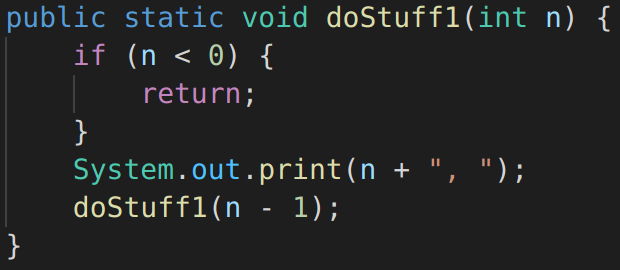 public static void doStuff1(int n) {
    if (n < 0) {
        return;
    }
    System.out.print(n + ", ");
    doStuff1(n - 1);
}